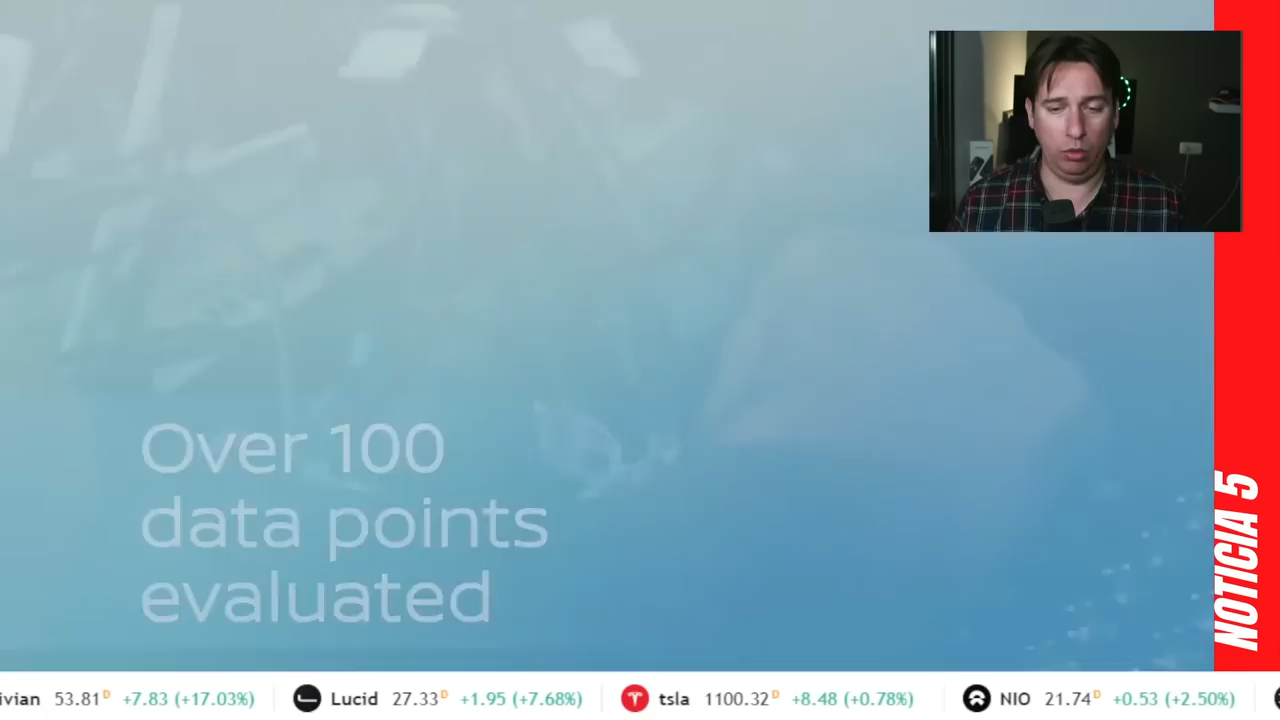 Over 100
data points
evaluated
NOTICIA 5
ivian 53.81 D +7.83 (+17.03%) Lucid 27.33 D +1.95 (+7.68%) tsla 1100.32 D +8.48 (+0.78%) NIO 21.74 D +0.53 (+2.50%)